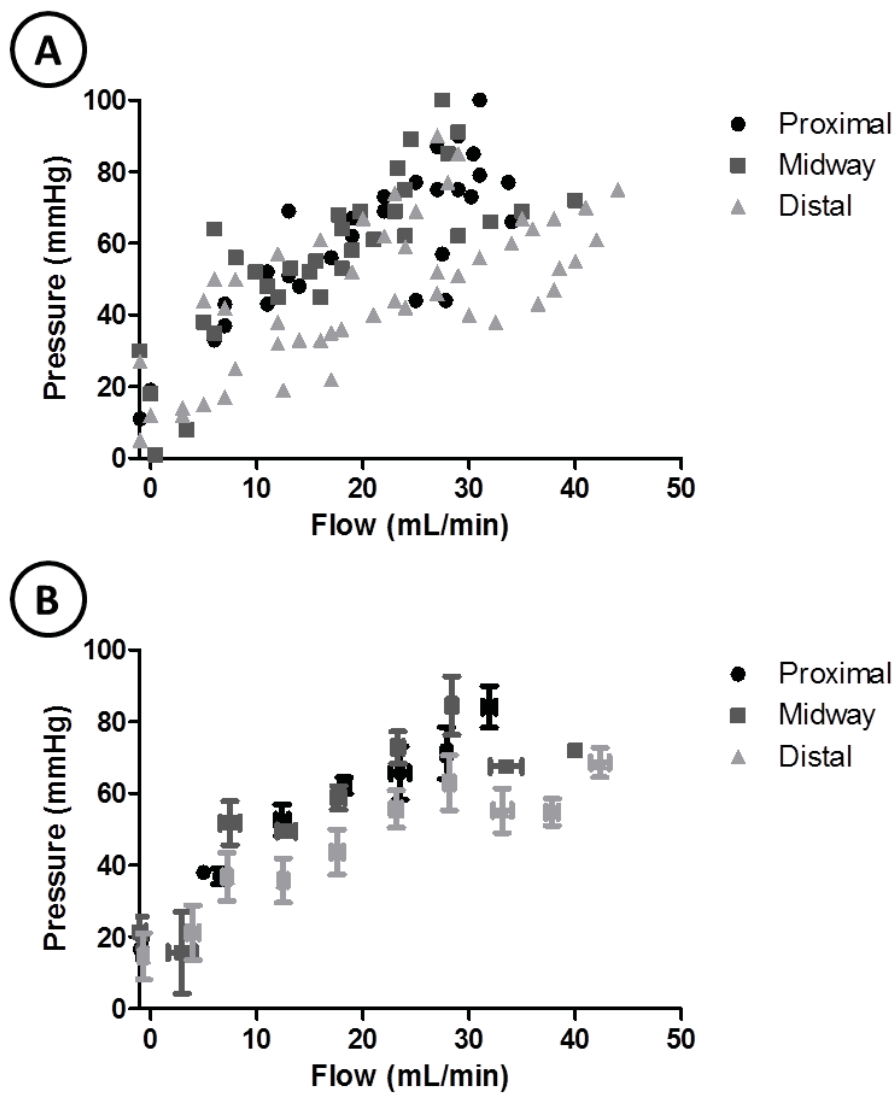 A
100
80
60
40
20
0
Pressure (mmHg)
0 10 20 30 40 50
Flow (mL/min)
Proximal
Midway
Distal
B
100
80
60
40
20
0
Pressure (mmHg)
0 10 20 30 40 50
Flow (mL/min)
Proximal
Midway
Distal